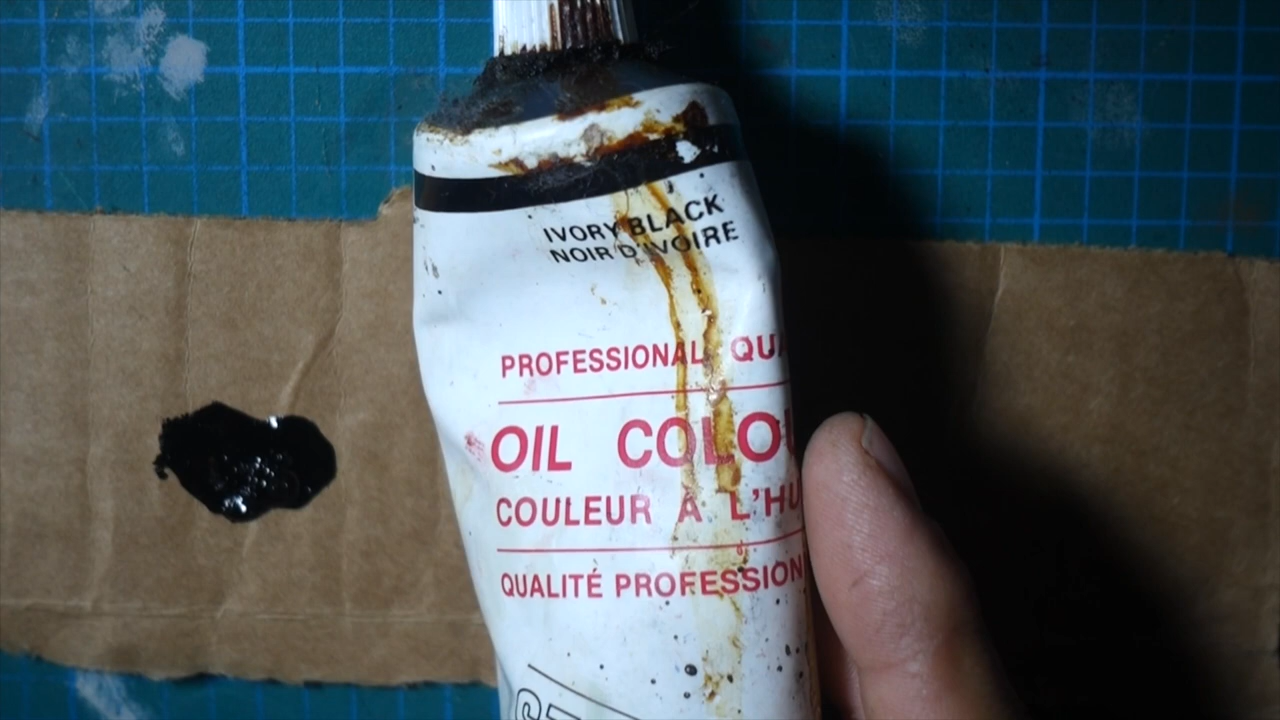 IVORY BLACK
NOIR D'IVOIRE
PROFESSIONAL QUA
OIL COLOU
COULEUR À L'HU
QUALITÉ PROFESSION